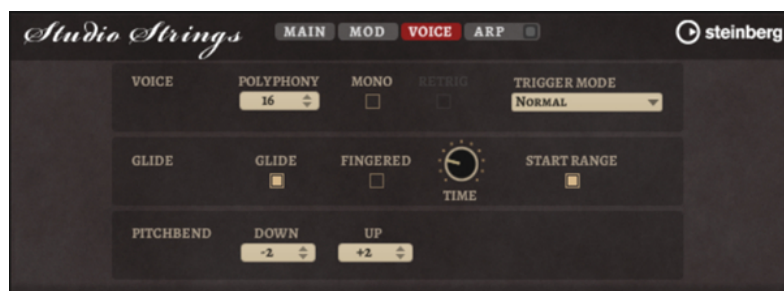 Studio Strings MAIN MOD VOICE ARP steinberg
VOICE POLYPHONY MONO RETRIG TRIGGER MODE
16 NORMAL
GLIDE GLIDE FINGERED START RANGE
TIME
PITCHBEND DOWN UP
-2 +2